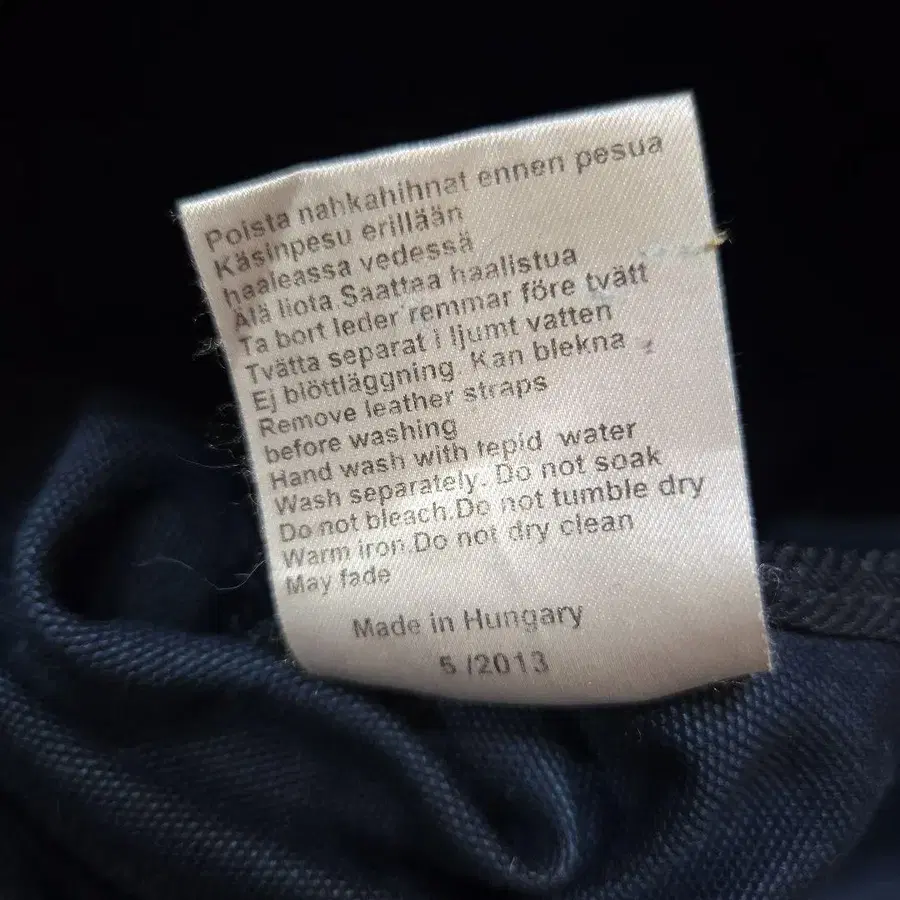 Poista nahkahihnat ennen pesua
Käsinpesu erillään
haaleassa vedessä
Älä liota.Saattaa haalistua
Ta bort leder remmar före tvätt
Tvätta separat i ljumt vatten
Ej blöttläggning. Kan blekna
Remove leather straps
before washing
Hand wash with tepid water
Wash separately. Do not soak
Do not bleach.Do not tumble dry
Warm iron.Do not dry clean
May fade
Made in Hungary
5 /2013